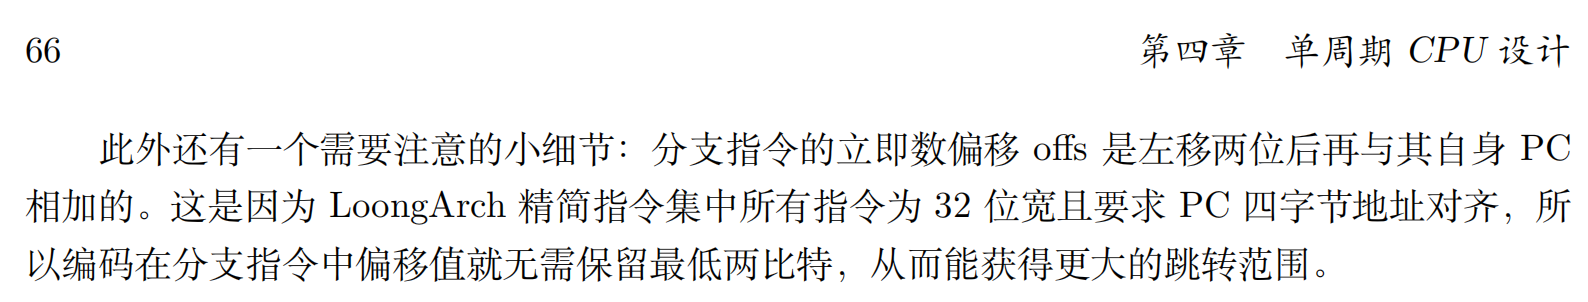 66 第四章 单周期 CPU 设计
此外还有一个需要注意的小细节：分支指令的立即数偏移 offs 是左移两位后再与其自身 PC
相加的。这是因为 LoongArch 精简指令集中所有指令为 32 位宽且要求 PC 四字节地址对齐，所
以编码在分支指令中偏移值就无需保留最低两比特，从而能获得更大的跳转范围。